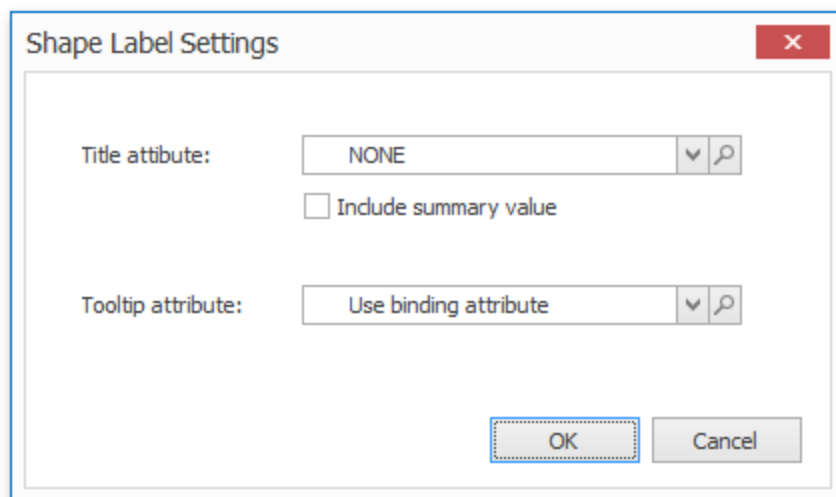 Shape Label Settings
Title attibute:
NONE
Include summary value
Tooltip attribute:
Use binding attribute
OK
Cancel